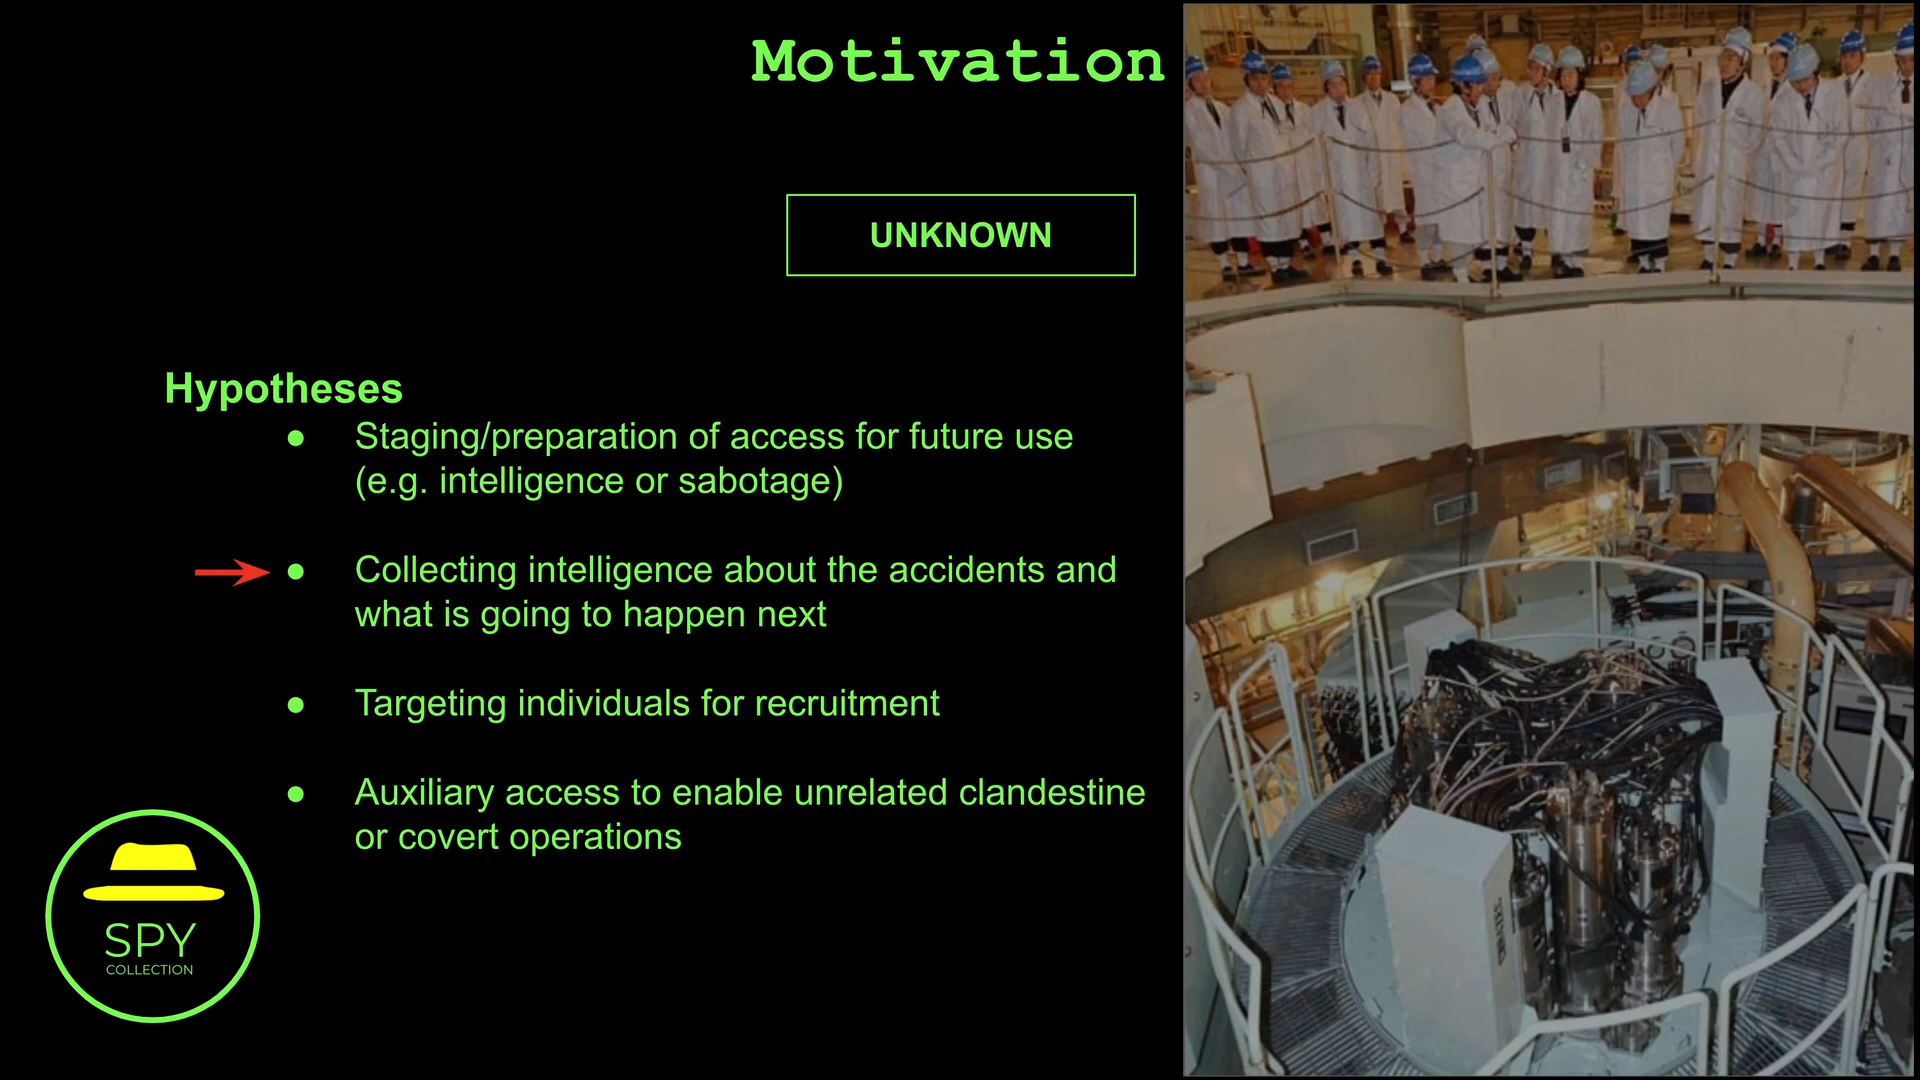 Motivation
UNKNOWN
Hypotheses
● Staging/preparation of access for future use
(e.g. intelligence or sabotage)
● Collecting intelligence about the accidents and
what is going to happen next
● Targeting individuals for recruitment
● Auxiliary access to enable unrelated clandestine
or covert operations
SPY
COLLECTION